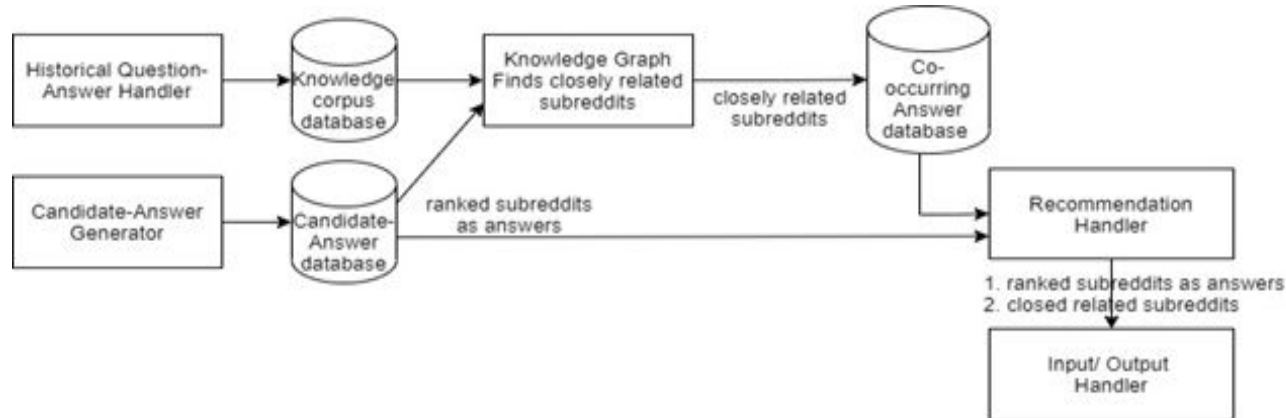 Historical Question-
Answer Handler
Knowledge
corpus
database
Knowledge Graph
Finds closely related
subreddits
closely related
subreddits
Co-
occurring
Answer
database
Candidate-Answer
Generator
Candidate-
Answer
database
ranked subreddits
as answers
Recommendation
Handler
1. ranked subreddits as answers
2. closed related subreddits
Input/ Output
Handler